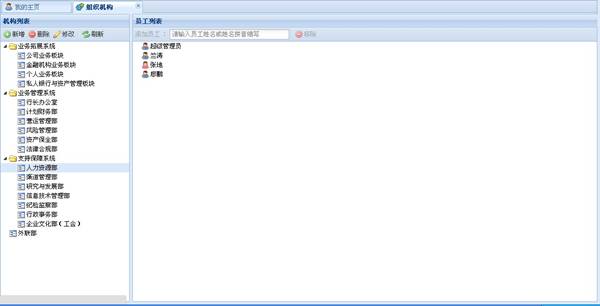 我的主页 组织机构
机构列表
新增 删除 修改 刷新
业务拓展系统
公司业务板块
金融机构业务板块
个人业务板块
私人银行与资产管理板块
业务管理系统
行长办公室
计划财务部
营运管理部
风险管理部
资产保全部
法律合规部
支持保障系统
人力资源部
渠道管理部
研究与发展部
信息技术管理部
纪检监察部
行政事务部
企业文化部(工会)
外联部
员工列表
添加员工: 请输入员工姓名或姓名拼音缩写 移除
超级管理员
兰涛
张艳